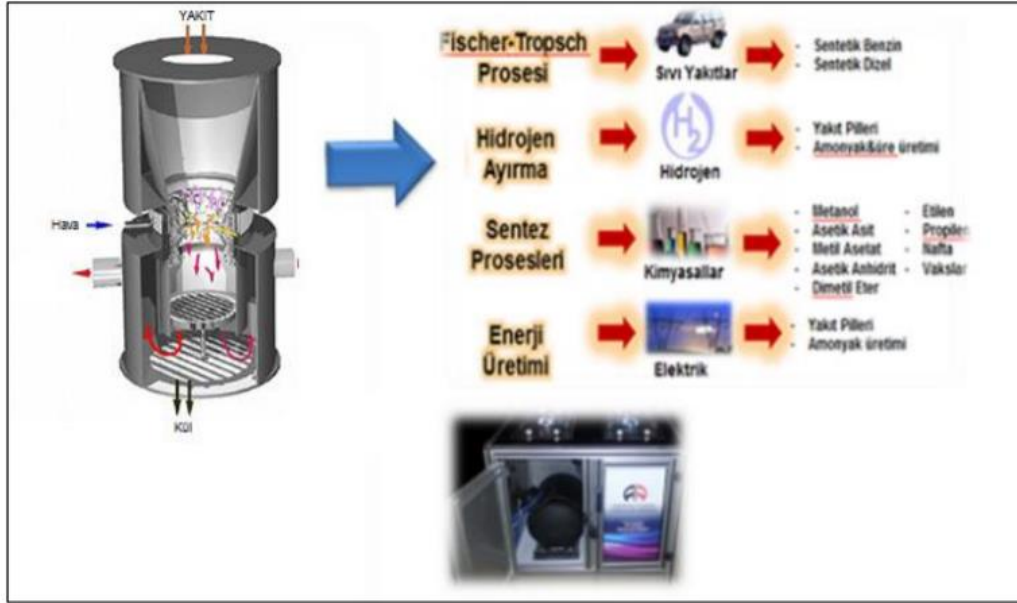 YAKIT
Hava
Kül
Fischer-Tropsch
Prosesi
Sıvı Yakıtlar
- Sentetik Benzin
- Sentetik Dizel
Hidrojen
Ayırma
H2
Hidrojen
- Yakıt Pilleri
- Amonyak&üre üretimi
Sentez
Prosesleri
Kimyasallar
- Metanol
- Asetik Asit
- Metil Asetat
- Asetik Anhidrit
- Dimetil Eter
- Etilen
- Propilen
- Nafta
- Vakslar
Enerji
Üretimi
Elektrik
- Yakıt Pilleri
- Amonyak üretimi